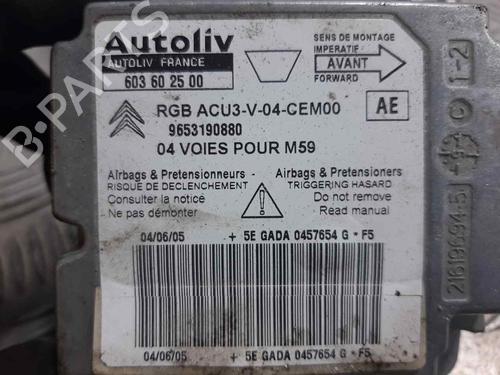 Autoliv
AUTOLIV FRANCE
603 60 25 00
SENS DE MONTAGE
IMPERATIF
AVANT
FORWARD
RGB ACU3-V-04-CEM00
AE
9653190880
04 VOIES POUR M59
Airbags & Pretensionneurs
RISQUE DE DECLENCHEMENT
Consulter la notice
Ne pas démonter
Airbags & Pretensioners
TRIGGERING HASARD
Do not remove
Read manual
04/06/05 + 5E GADA 0457654 G * F5
04/06/05 + 5E GADA 0457654 G * F5
1-2
B-PARTS